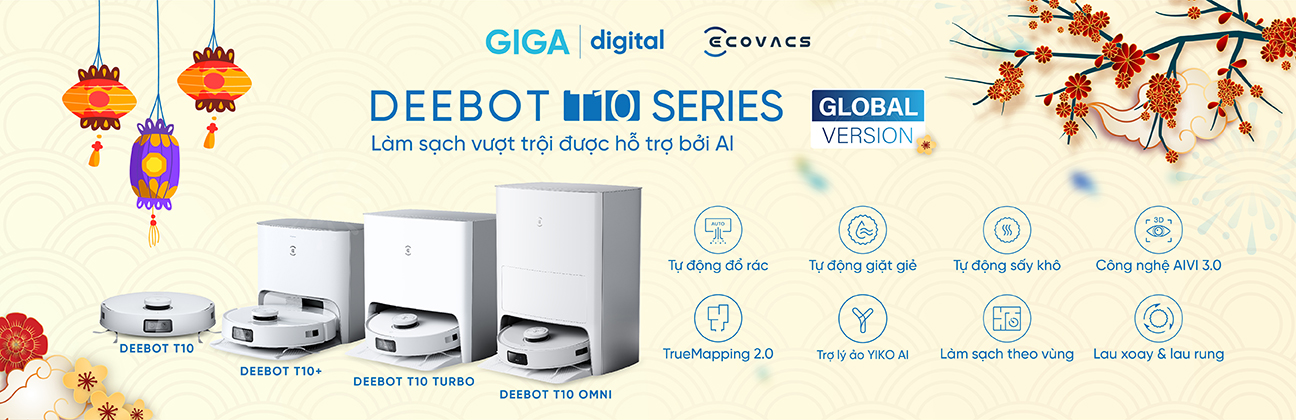 GIGA digital ECOVACS
DEEBOT T10 SERIES
GLOBAL
VERSION
Làm sạch vượt trội được hỗ trợ bởi AI
AUTO
3D
Tự động đổ rác
Tự động giặt giẻ
Tự động sấy khô
Công nghệ AIVI 3.0
TrueMapping 2.0
Trợ lý ảo YIKO AI
Làm sạch theo vùng
Lau xoay & lau rung
DEEBOT T10
DEEBOT T10+
DEEBOT T10 TURBO
DEEBOT T10 OMNI